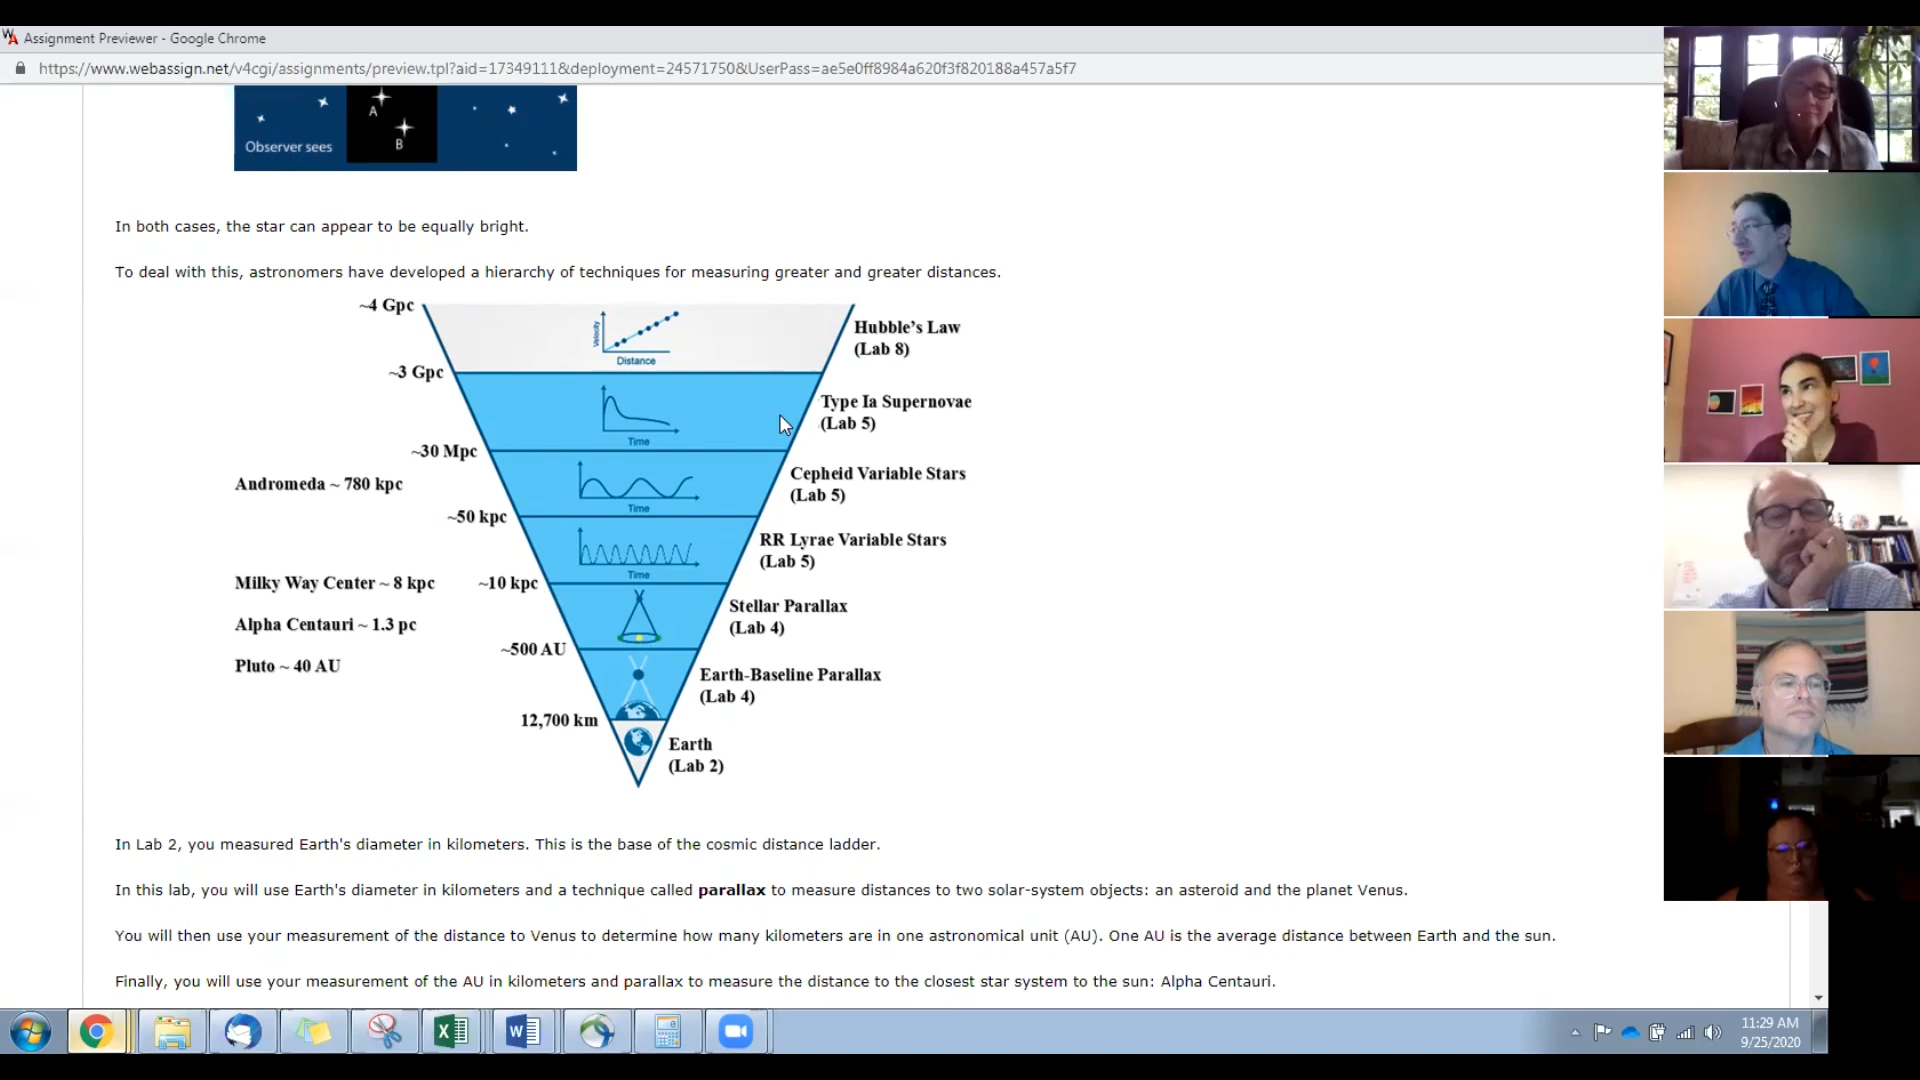 Assignment Previewer - Google Chrome
https://www.webassign.net/v4cgi/assignments/preview.tpl?aid=17349111&deployment=24571750&UserPass=ae5e0ff8984a620f3f820188a457a5f7
A
Observer sees
B
In both cases, the star can appear to be equally bright.
To deal with this, astronomers have developed a hierarchy of techniques for measuring greater and greater distances.
~4 Gpc
Velocity
Distance
Hubble's Law
(Lab 8)
~3 Gpc
Time
Type Ia Supernovae
(Lab 5)
~30 Mpc
Andromeda ~ 780 kpc
Time
Cepheid Variable Stars
(Lab 5)
~50 kpc
Time
RR Lyrae Variable Stars
(Lab 5)
Milky Way Center ~ 8 kpc
~10 kpc
Alpha Centauri ~ 1.3 pc
Stellar Parallax
(Lab 4)
~500 AU
Pluto ~ 40 AU
Earth-Baseline Parallax
(Lab 4)
12,700 km
Earth
(Lab 2)
In Lab 2, you measured Earth's diameter in kilometers. This is the base of the cosmic distance ladder.
In this lab, you will use Earth's diameter in kilometers and a technique called parallax to measure distances to two solar-system objects: an asteroid and the planet Venus.
You will then use your measurement of the distance to Venus to determine how many kilometers are in one astronomical unit (AU). One AU is the average distance between Earth and the sun.
Finally, you will use your measurement of the AU in kilometers and parallax to measure the distance to the closest star system to the sun: Alpha Centauri.
11:29 AM
9/25/2020